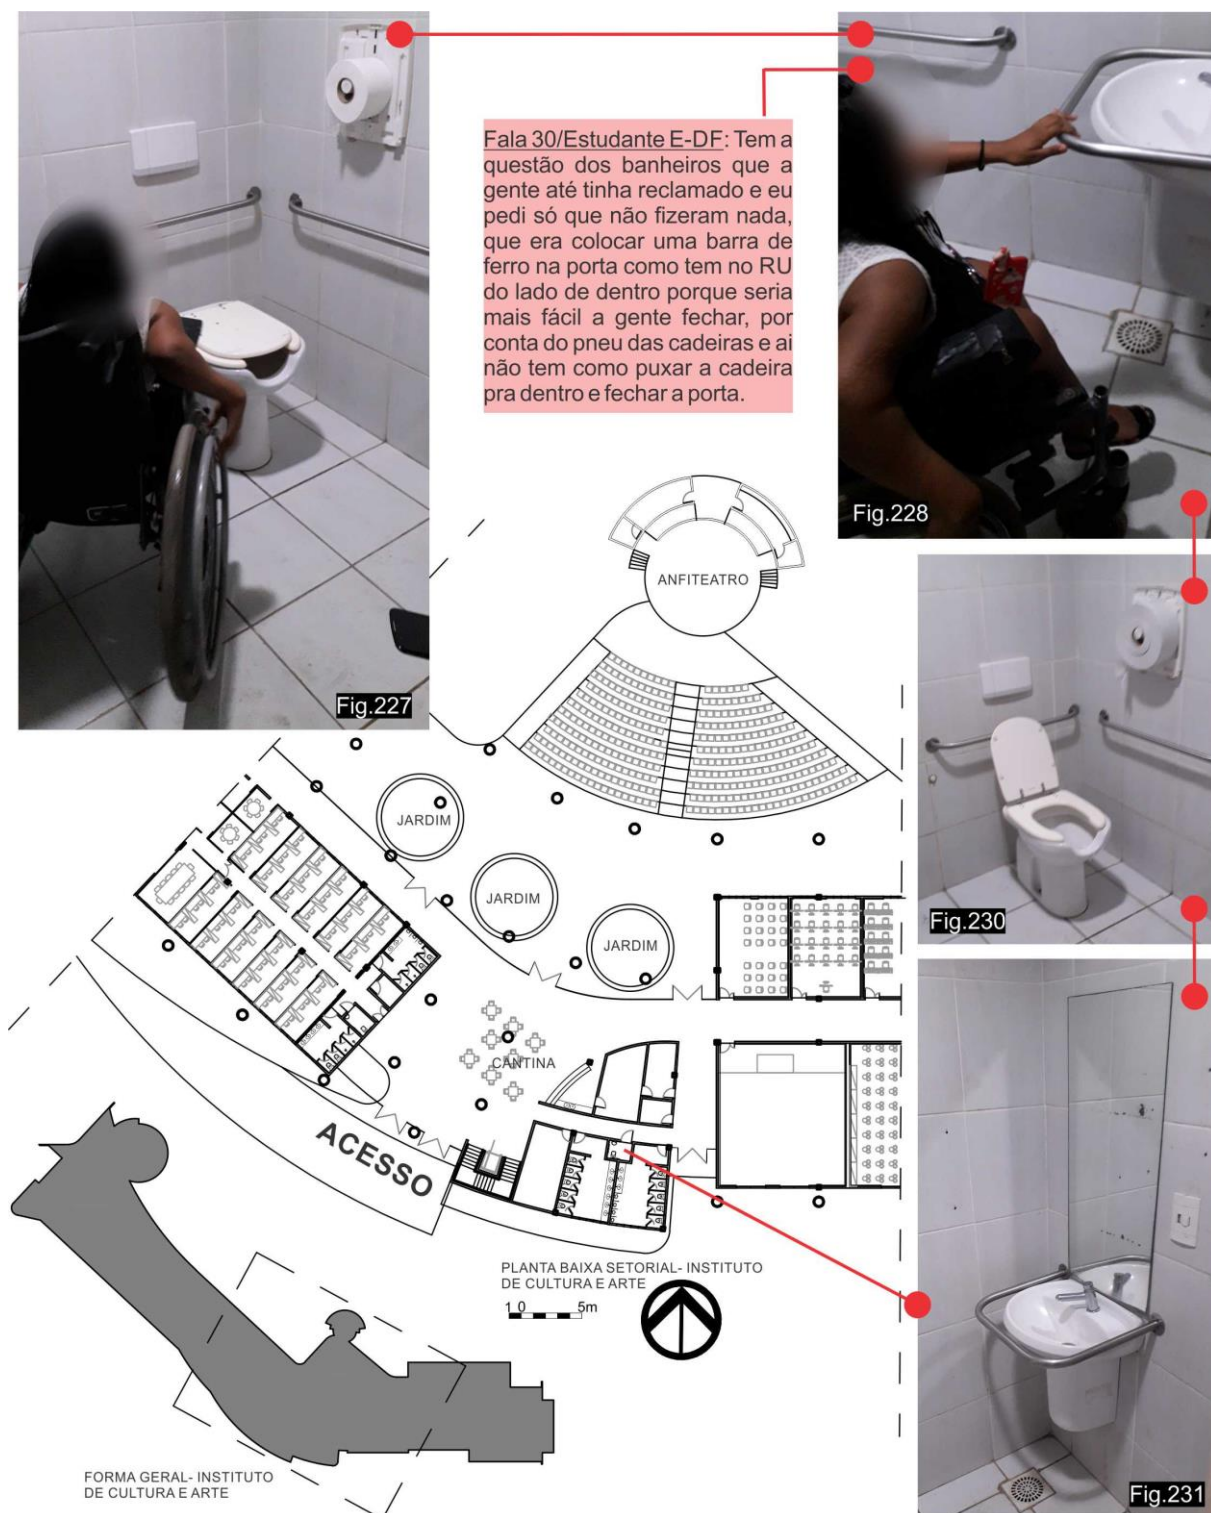 Fala 30/Estudante E-DF: Tem a
questão dos banheiros que a
gente até tinha reclamado e eu
pedi só que não fizeram nada,
que era colocar uma barra de
ferro na porta como tem no RU
do lado de dentro porque seria
mais fácil a gente fechar, por
conta do pneu das cadeiras e ai
não tem como puxar a cadeira
pra dentro e fechar a porta.
Fig.228
Fig.227
ANFITEATRO
JARDIM
JARDIM
JARDIM
Fig.230
CANTINA
ACESSO
PLANTA BAIXA SETORIAL- INSTITUTO
DE CULTURA E ARTE
1 0 5m
FORMA GERAL- INSTITUTO
DE CULTURA E ARTE
Fig.231